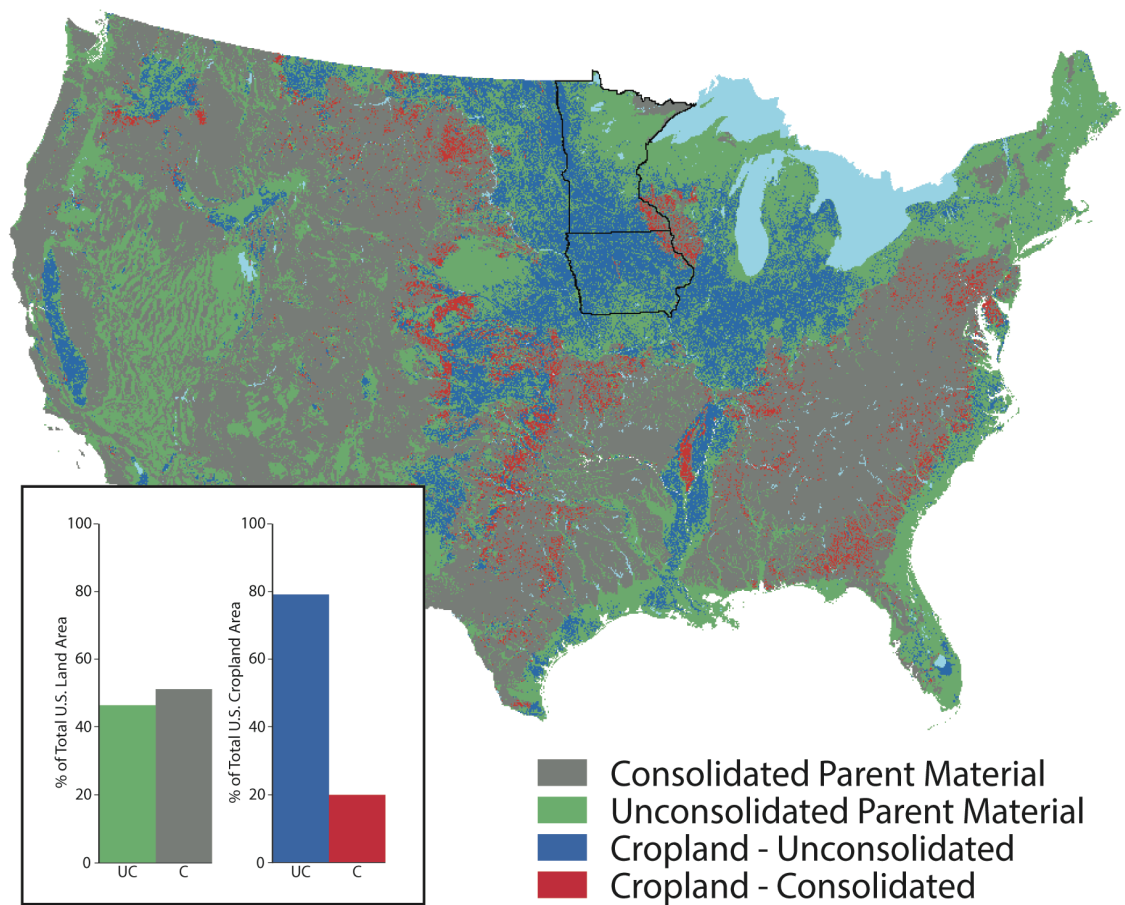 % of Total U.S. Land Area
100
80
60
40
20
0
UC
C
% of Total U.S. Cropland Area
100
80
60
40
20
0
UC
C
Consolidated Parent Material
Unconsolidated Parent Material
Cropland - Unconsolidated
Cropland - Consolidated